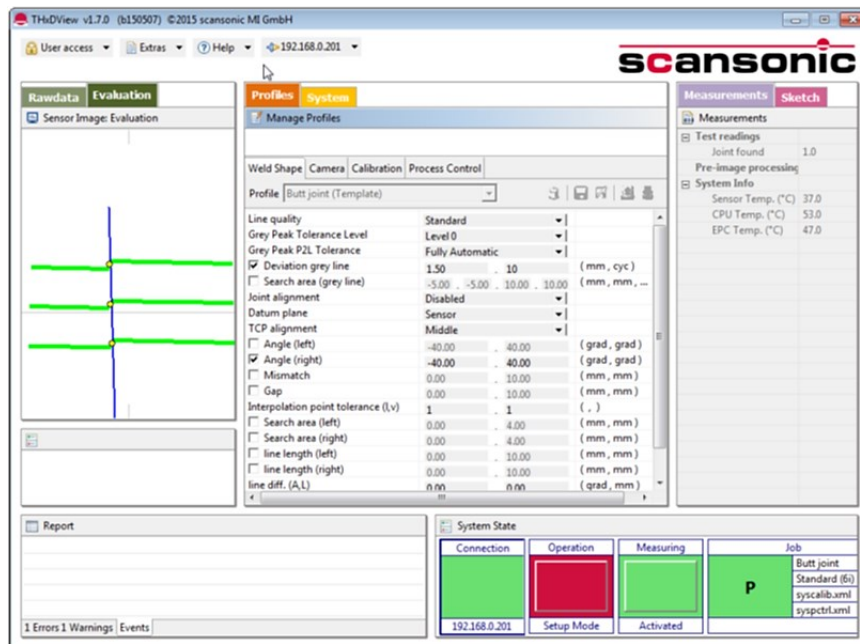 THxDView v1.7.0 (b150507) ©2015 scansonic MI GmbH
User access Extras Help 192.168.0.201
scansonic
Rawdata Evaluation
Sensor Image: Evaluation
Profiles System
Manage Profiles
Weld Shape Camera Calibration Process Control
Profile Butt joint (Template)
Line quality Standard
Grey Peak Tolerance Level Level 0
Grey Peak P2L Tolerance Fully Automatic
Deviation grey line 1.50 . 10 (mm, cyc)
Search area (grey line) -5.00 . -5.00 . 10.00 . 10.00 (mm, mm, ...
Joint alignment Disabled
Datum plane Sensor
TCP alignment Middle
Angle (left) -40.00 . 40.00 (grad, grad)
Angle (right) -40.00 . 40.00 (grad, grad)
Mismatch 0.00 . 10.00 (mm, mm)
Gap 0.00 . 10.00 (mm, mm)
Interpolation point tolerance (l,v) 1 . 1 ( , )
Search area (left) 0.00 . 4.00 (mm, mm)
Search area (right) 0.00 . 4.00 (mm, mm)
line length (left) 0.00 . 10.00 (mm, mm)
line length (right) 0.00 . 10.00 (mm, mm)
line diff. (A,L) 0.00 0.00 (grad, mm)
Measurements Sketch
Measurements
Test readings
Joint found 1.0
Pre-image processing
System Info
Sensor Temp. (°C) 37.0
CPU Temp. (°C) 53.0
EPC Temp. (°C) 47.0
Report
1 Errors 1 Warnings Events
System State
Connection Operation Measuring Job
P
Butt joint
Standard (6i)
syscalib.xml
syspctrl.xml
192.168.0.201 Setup Mode Activated